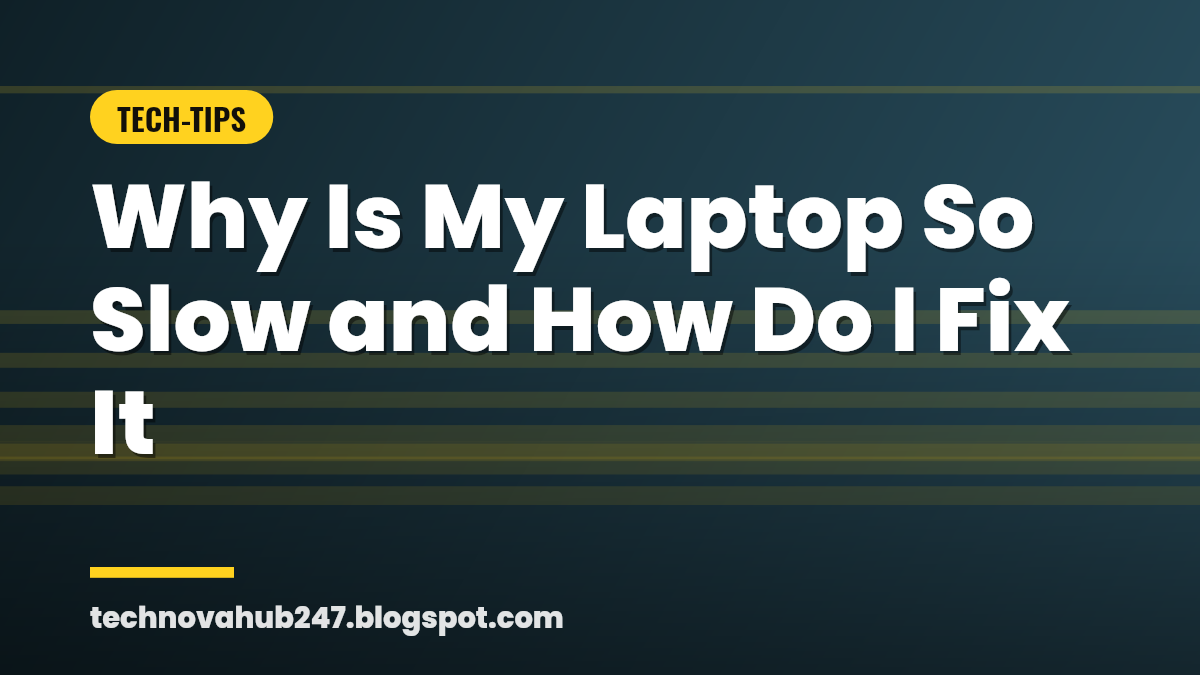 TECH-TIPS
Why Is My Laptop So
Slow and How Do I Fix
It
technovahub247.blogspot.com